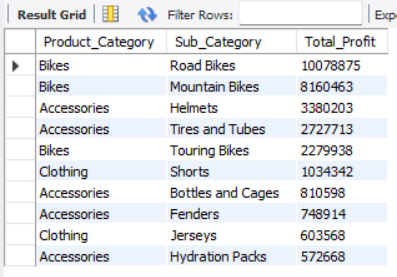 Result Grid Filter Rows: Expo
Product_Category Sub_Category Total_Profit
Bikes Road Bikes 10078875
Bikes Mountain Bikes 8160463
Accessories Helmets 3380203
Accessories Tires and Tubes 2727713
Bikes Touring Bikes 2279938
Clothing Shorts 1034342
Accessories Bottles and Cages 810598
Accessories Fenders 748914
Clothing Jerseys 603568
Accessories Hydration Packs 572668